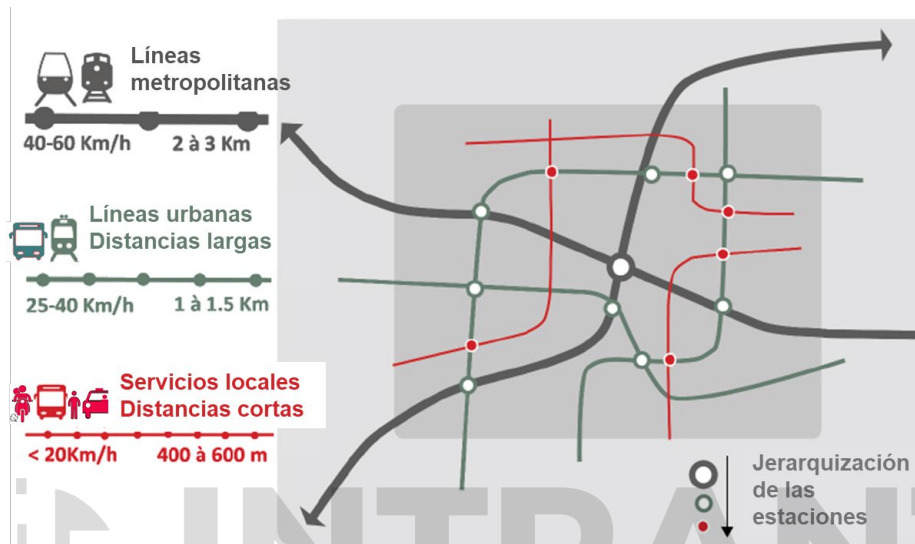 Líneas
metropolitanas
40-60 Km/h 2 à 3 Km
Líneas urbanas
Distancias largas
25-40 Km/h 1 à 1.5 Km
Servicios locales
Distancias cortas
< 20Km/h 400 à 600 m
Jerarquización
de las
estaciones
INTRANT